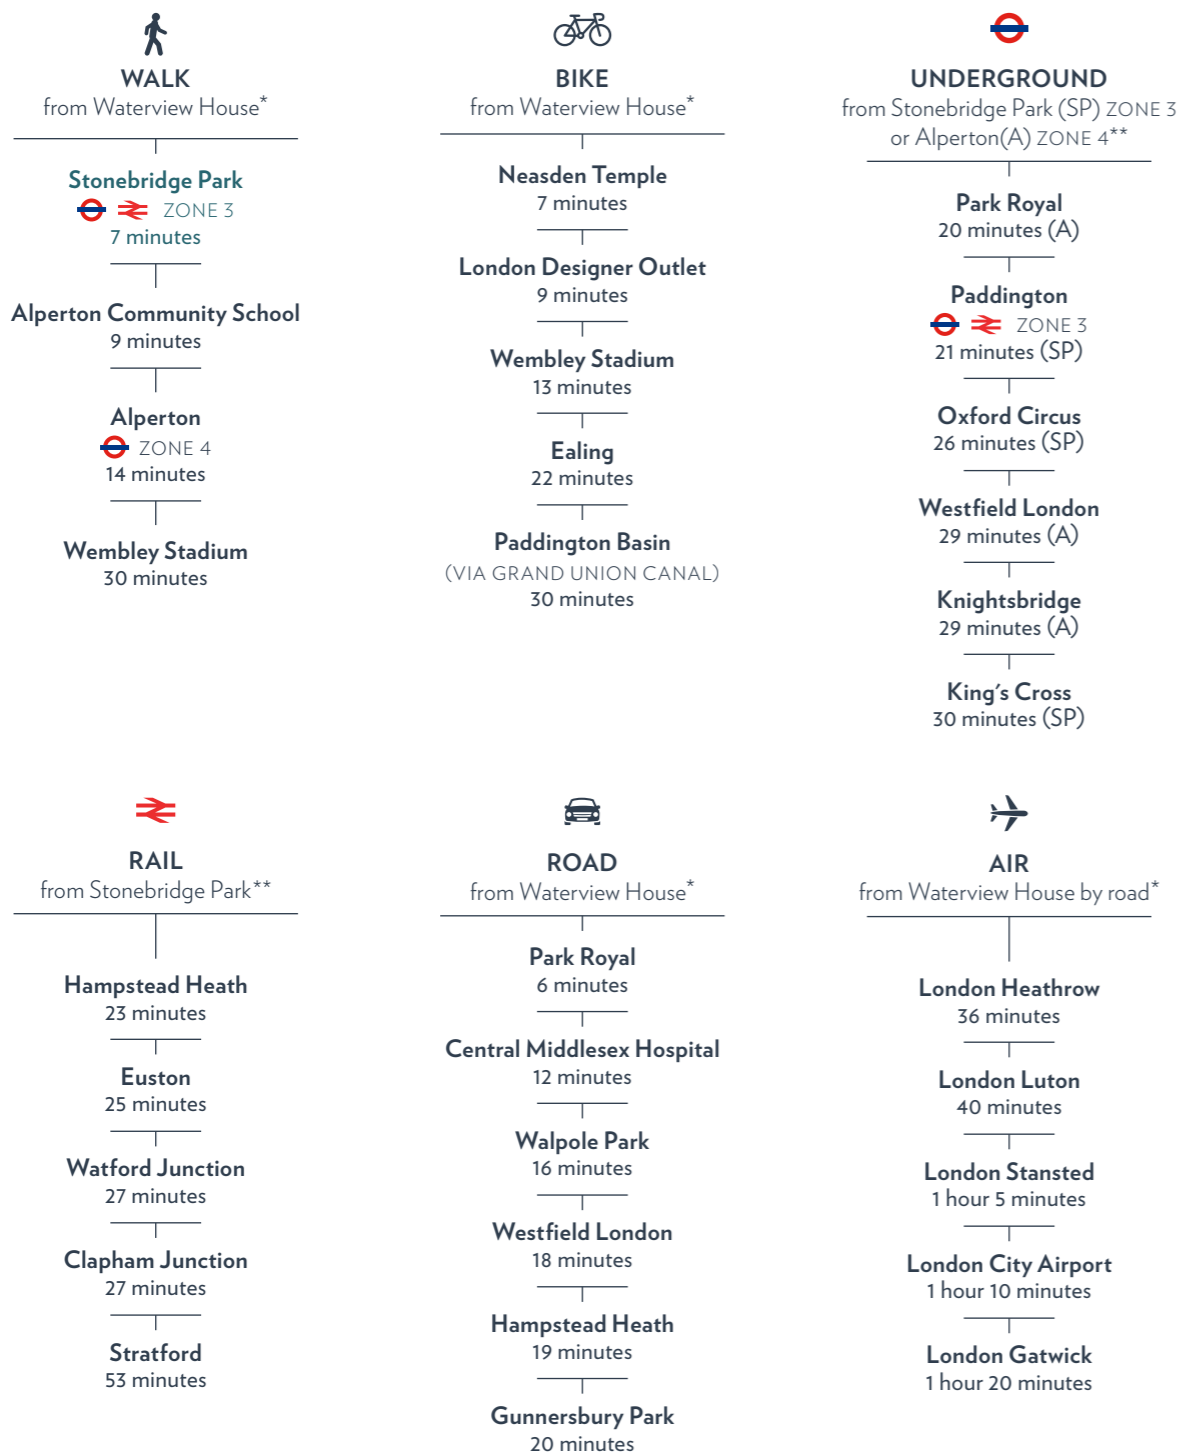 WALK
from Waterview House*
Stonebridge Park
ZONE 3
7 minutes
Alperton Community School
9 minutes
Alperton
ZONE 4
14 minutes
Wembley Stadium
30 minutes
BIKE
from Waterview House*
Neasden Temple
7 minutes
London Designer Outlet
9 minutes
Wembley Stadium
13 minutes
Ealing
22 minutes
Paddington Basin
(VIA GRAND UNION CANAL)
30 minutes
UNDERGROUND
from Stonebridge Park (SP) ZONE 3
or Alperton(A) ZONE 4**
Park Royal
20 minutes (A)
Paddington
ZONE 3
21 minutes (SP)
Oxford Circus
26 minutes (SP)
Westfield London
29 minutes (A)
Knightsbridge
29 minutes (A)
King's Cross
30 minutes (SP)
RAIL
from Stonebridge Park**
Hampstead Heath
23 minutes
Euston
25 minutes
Watford Junction
27 minutes
Clapham Junction
27 minutes
Stratford
53 minutes
ROAD
from Waterview House*
Park Royal
6 minutes
Central Middlesex Hospital
12 minutes
Walpole Park
16 minutes
Westfield London
18 minutes
Hampstead Heath
19 minutes
Gunnersbury Park
20 minutes
AIR
from Waterview House by road*
London Heathrow
36 minutes
London Luton
40 minutes
London Stansted
1 hour 5 minutes
London City Airport
1 hour 10 minutes
London Gatwick
1 hour 20 minutes